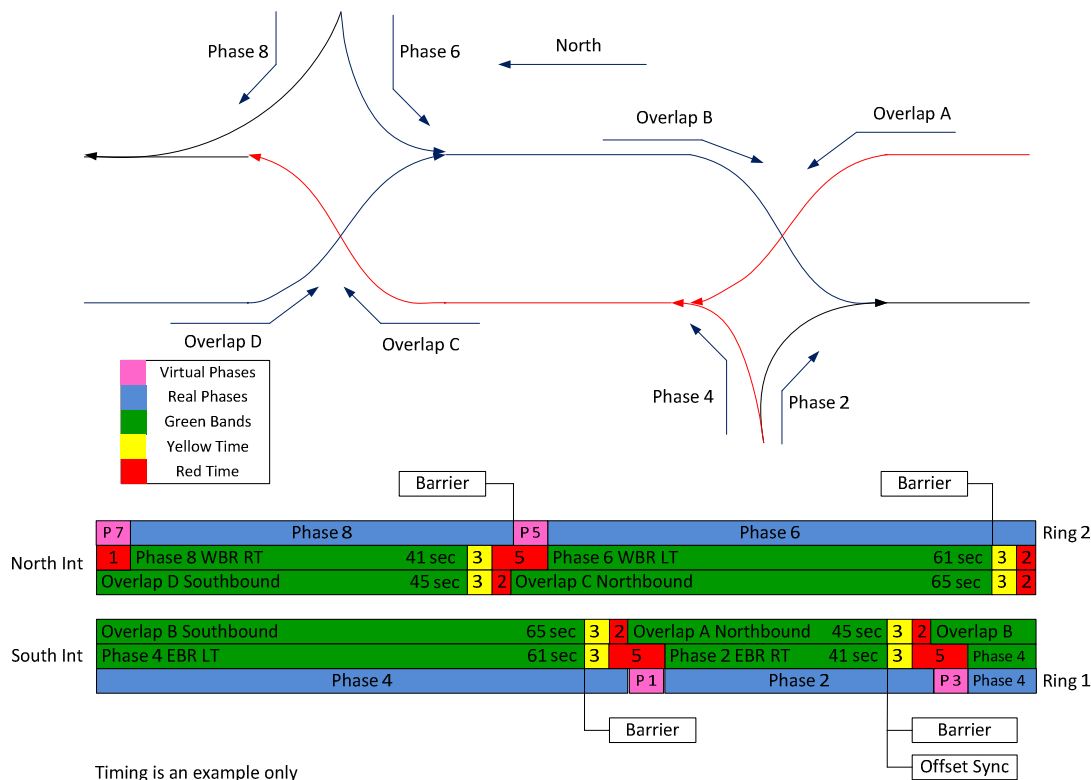 Phase 8
Phase 6
North
Overlap B
Overlap A
Overlap D
Overlap C
Phase 4
Phase 2
Virtual Phases
Real Phases
Green Bands
Yellow Time
Red Time
Barrier
Barrier
P 7
Phase 8
P 5
Phase 6
Ring 2
North Int
1
Phase 8 WBR RT
41 sec
3
5
Phase 6 WBR LT
61 sec
3
2
Overlap D Southbound
45 sec
3
2
Overlap C Northbound
65 sec
3
2
South Int
Overlap B Southbound
65 sec
3
2
Overlap A Northbound
45 sec
3
2
Overlap B
Phase 4 EBR LT
61 sec
3
5
Phase 2 EBR RT
41 sec
3
5
Phase 4
Phase 4
P 1
Phase 2
P 3
Phase 4
Ring 1
Barrier
Barrier
Offset Sync
Timing is an example only